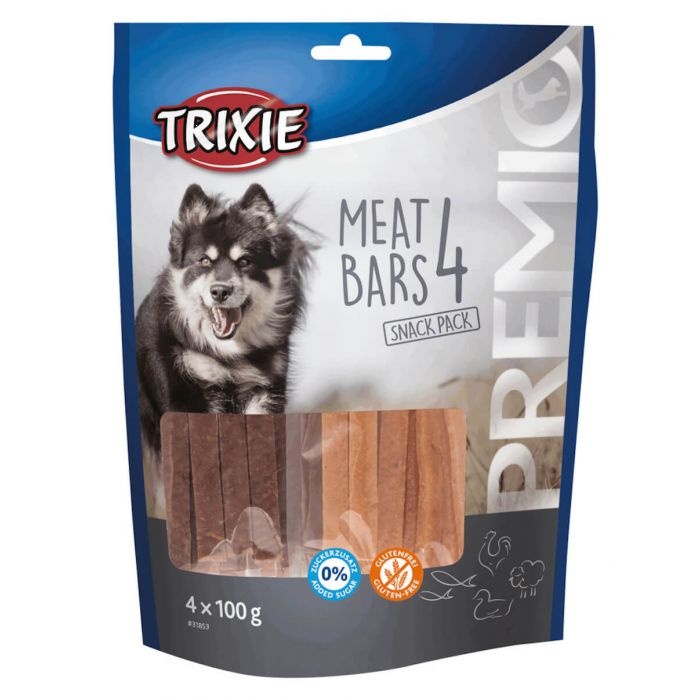 TRIXIE
MEAT
BARS 4
SNACK PACK
PREMIO
ZUCKERZUSATZ
0%
ADDED SUGAR
GLUTENFREI
GLUTEN-FREE
4 x 100 g
#31853